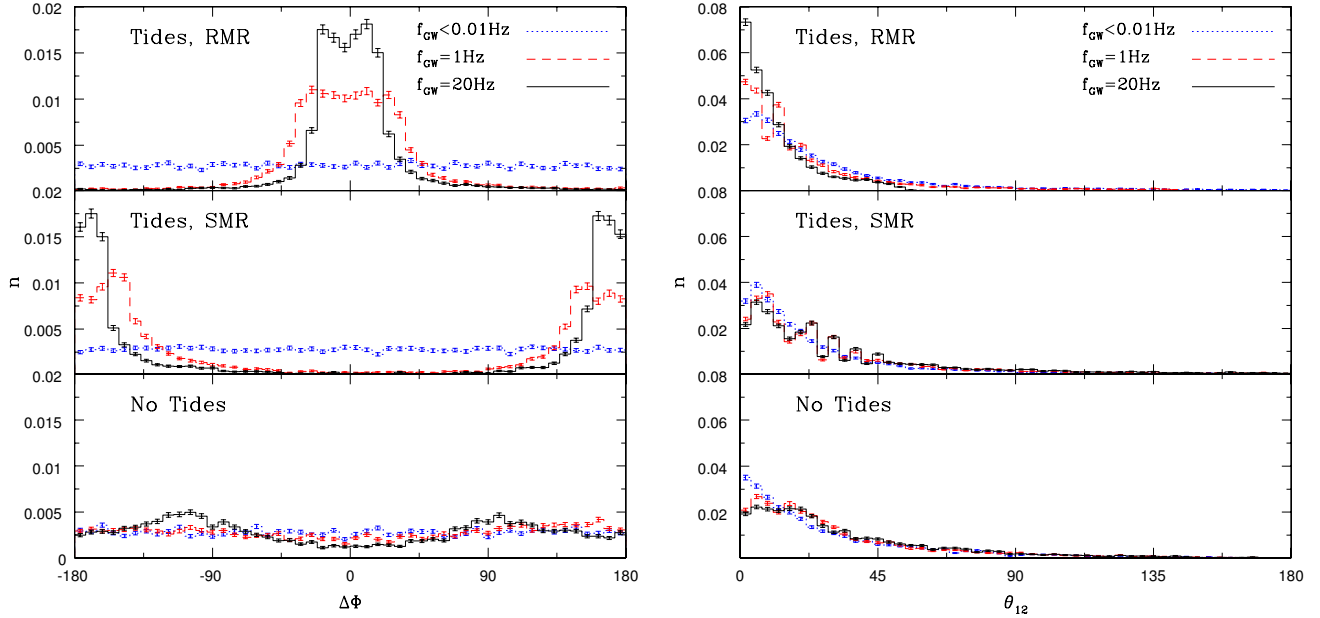 Tides, RMR
f_GW<0.01Hz
f_GW=1Hz
f_GW=20Hz
0.02
0.015
0.01
0.005
Tides, SMR
0.02
0.015
0.01
0.005
No Tides
0.02
0.015
0.01
0.005
0
n
-180 -90 0 90 180
ΔΦ
Tides, RMR
f_GW<0.01Hz
f_GW=1Hz
f_GW=20Hz
0.08
0.06
0.04
0.02
Tides, SMR
0.08
0.06
0.04
0.02
No Tides
0.08
0.06
0.04
0.02
n
0 45 90 135 180
θ_12